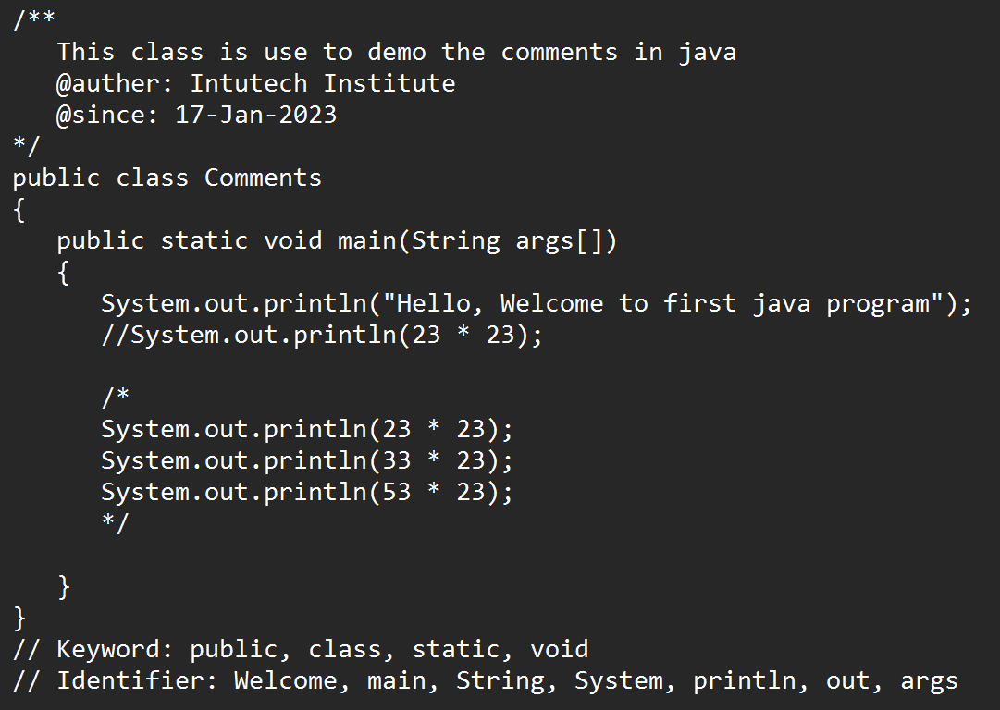 /**
   This class is use to demo the comments in java
   @auther: Intutech Institute
   @since: 17-Jan-2023
*/
public class Comments
{
   public static void main(String args[])
   {
      System.out.println("Hello, Welcome to first java program");
      //System.out.println(23 * 23);

      /*
      System.out.println(23 * 23);
      System.out.println(33 * 23);
      System.out.println(53 * 23);
      */

   }
}
// Keyword: public, class, static, void
// Identifier: Welcome, main, String, System, println, out, args